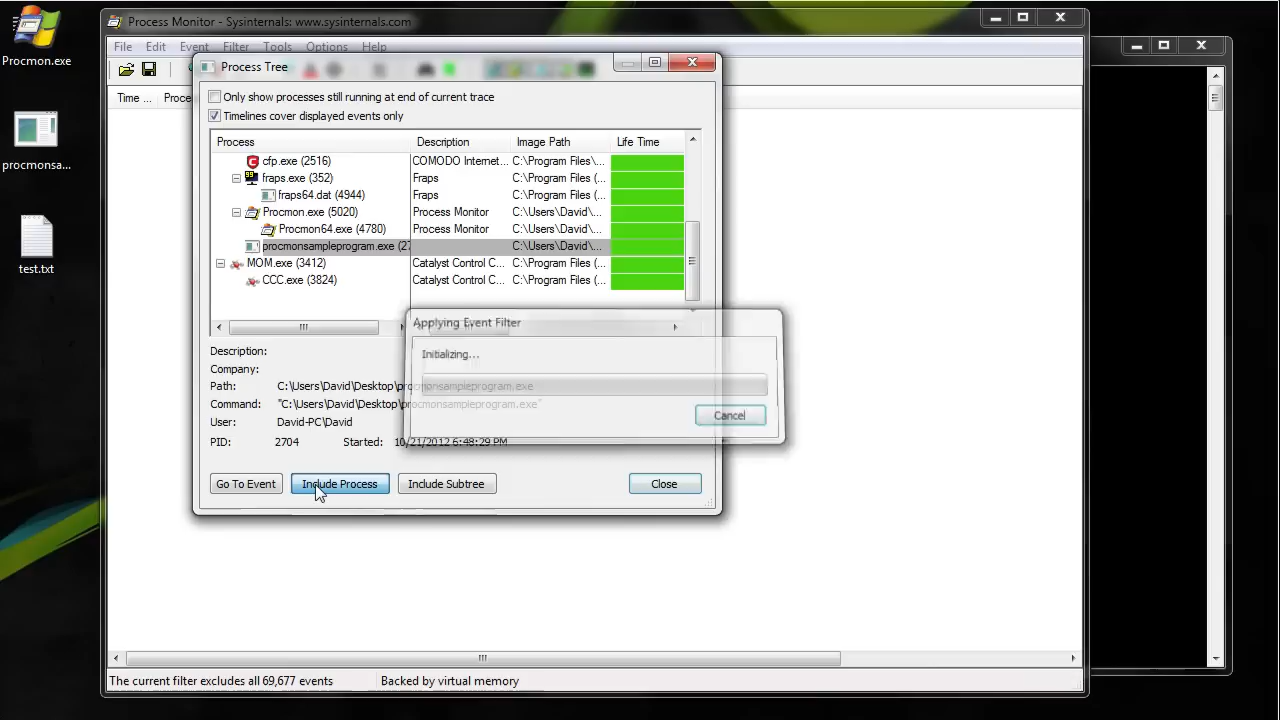 Procmon.exe
procmonsa...
test.txt
Process Monitor - Sysinternals: www.sysinternals.com
File Edit Event Filter Tools Options Help
Time ... Proce
Process Tree
Only show processes still running at end of current trace
Timelines cover displayed events only
Process Description Image Path Life Time
cfp.exe (2516) COMODO Internet... C:\Program Files\...
fraps.exe (352) Fraps C:\Program Files (...
fraps64.dat (4944) Fraps C:\Program Files (...
Procmon.exe (5020) Process Monitor C:\Users\David\...
Procmon64.exe (4780) Process Monitor C:\Users\David\...
procmonsampleprogram.exe (27 C:\Users\David\...
MOM.exe (3412) Catalyst Control C... C:\Program Files (...
CCC.exe (3824) Catalyst Control C... C:\Program Files (...
Applying Event Filter
Initializing...
Cancel
Description:
Company:
Path: C:\Users\David\Desktop\procmonsampleprogram.exe
Command: "C:\Users\David\Desktop\procmonsampleprogram.exe"
User: David-PC\David
PID: 2704 Started: 10/21/2012 6:48:29 PM
Go To Event Include Process Include Subtree Close
The current filter excludes all 69,677 events Backed by virtual memory